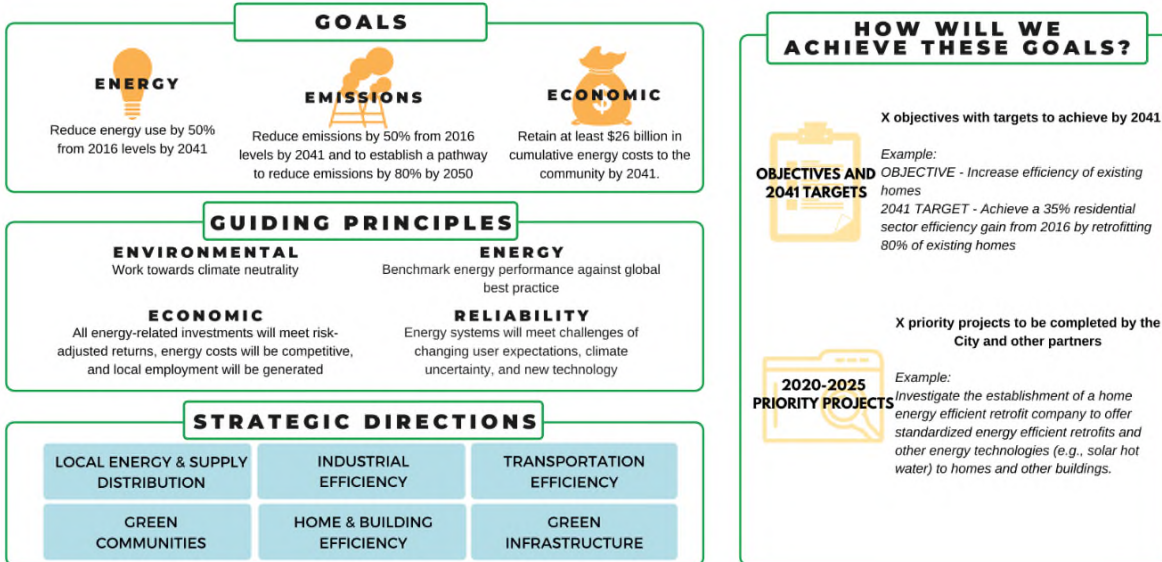 GOALS
ENERGY
Reduce energy use by 50%
from 2016 levels by 2041
EMISSIONS
Reduce emissions by 50% from 2016
levels by 2041 and to establish a pathway
to reduce emissions by 80% by 2050
ECONOMIC
$
Retain at least $26 billion in
cumulative energy costs to the
community by 2041.
GUIDING PRINCIPLES
ENVIRONMENTAL
Work towards climate neutrality
ENERGY
Benchmark energy performance against global
best practice
ECONOMIC
All energy-related investments will meet risk-
adjusted returns, energy costs will be competitive,
and local employment will be generated
RELIABILITY
Energy systems will meet challenges of
changing user expectations, climate
uncertainty, and new technology
STRATEGIC DIRECTIONS
LOCAL ENERGY & SUPPLY
DISTRIBUTION
INDUSTRIAL
EFFICIENCY
TRANSPORTATION
EFFICIENCY
GREEN
COMMUNITIES
HOME & BUILDING
EFFICIENCY
GREEN
INFRASTRUCTURE
HOW WILL WE
ACHIEVE THESE GOALS?
OBJECTIVES AND
2041 TARGETS
X objectives with targets to achieve by 2041
Example:
OBJECTIVE - Increase efficiency of existing
homes
2041 TARGET - Achieve a 35% residential
sector efficiency gain from 2016 by retrofitting
80% of existing homes
2020-2025
PRIORITY PROJECTS
X priority projects to be completed by the
City and other partners
Example:
Investigate the establishment of a home
energy efficient retrofit company to offer
standardized energy efficient retrofits and
other energy technologies (e.g., solar hot
water) to homes and other buildings.